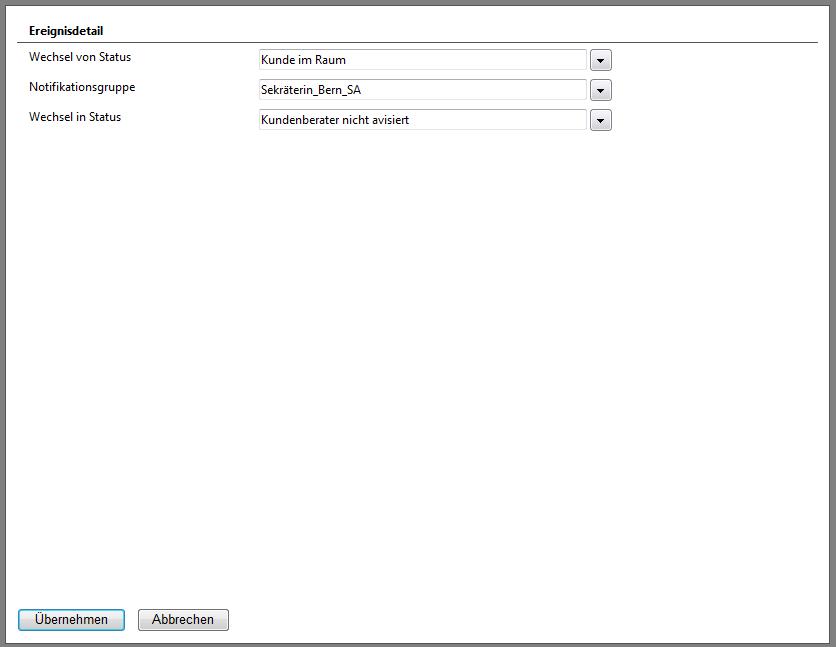 Ereignisdetail
Wechsel von Status Kunde im Raum
Notifikationsgruppe Sekräterin_Bern_SA
Wechsel in Status Kundenberater nicht avisiert
Übernehmen Abbrechen